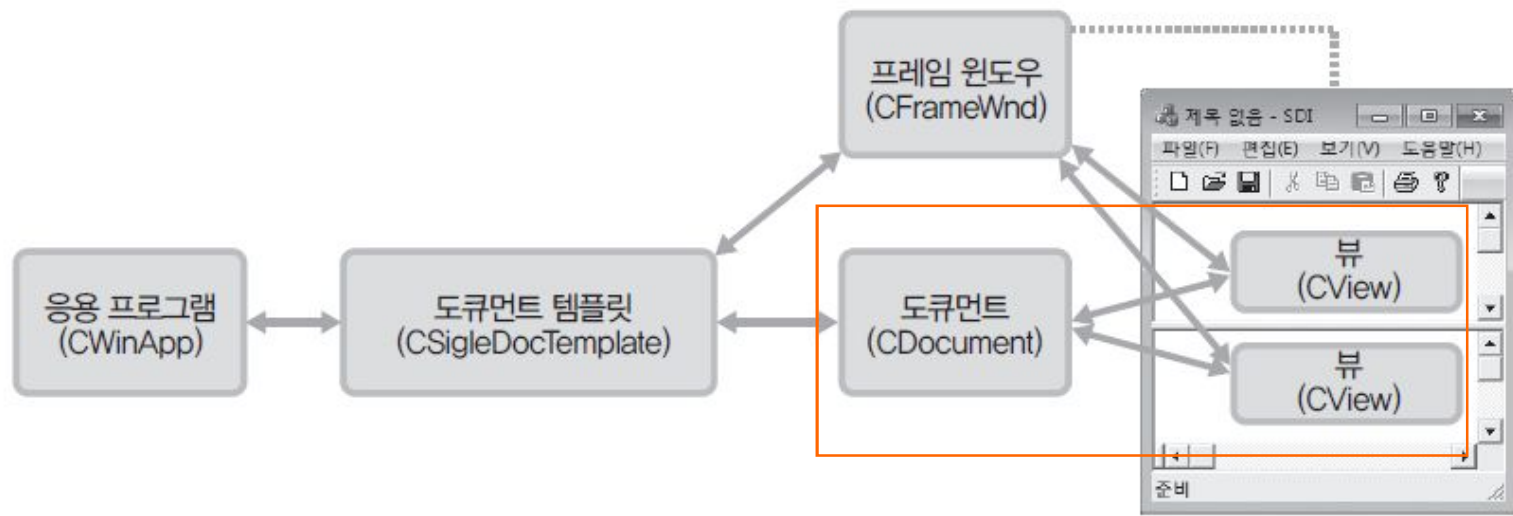 프레임 윈도우
(CFrameWnd)
제목 없음 - SDI
파일(F) 편집(E) 보기(V) 도움말(H)
응용 프로그램
(CWinApp)
도큐먼트 템플릿
(CSigleDocTemplate)
도큐먼트
(CDocument)
뷰
(CView)
뷰
(CView)
준비